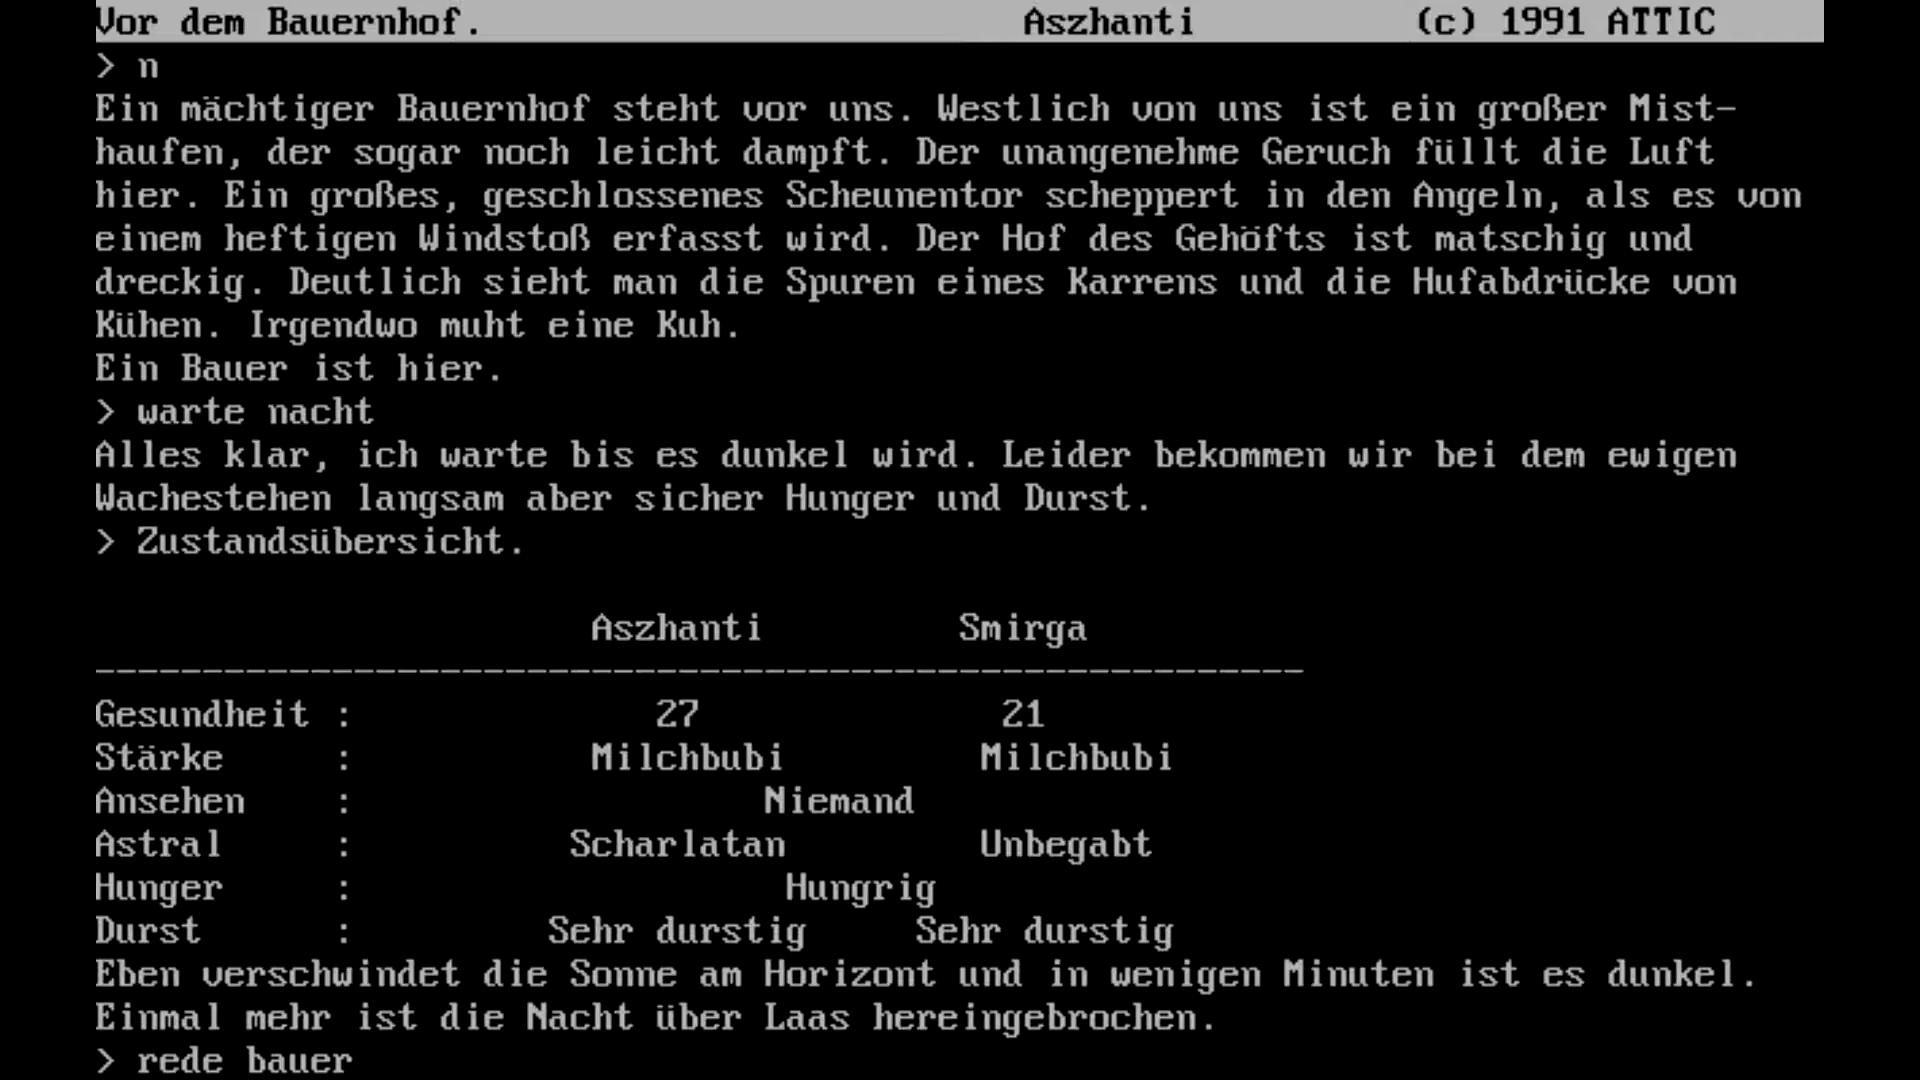 Vor dem Bauernhof. Aszhanti (c) 1991 ATTIC
> n
Ein mächtiger Bauernhof steht vor uns. Westlich von uns ist ein großer Mist-
haufen, der sogar noch leicht dampft. Der unangenehme Geruch füllt die Luft
hier. Ein großes, geschlossenes Scheunentor scheppert in den Angeln, als es von
einem heftigen Windstoß erfasst wird. Der Hof des Gehöfts ist matschig und
dreckig. Deutlich sieht man die Spuren eines Karrens und die Hufabdrücke von
Kühen. Irgendwo muht eine Kuh.
Ein Bauer ist hier.
> warte nacht
Alles klar, ich warte bis es dunkel wird. Leider bekommen wir bei dem ewigen
Wachestehen langsam aber sicher Hunger und Durst.
> Zustandsübersicht.
Aszhanti Smirga
--------------------------------------------------------
Gesundheit : 27 21
Stärke : Milchbubi Milchbubi
Ansehen : Niemand
Astral : Scharlatan Unbegabt
Hunger : Hungrig
Durst : Sehr durstig Sehr durstig
Eben verschwindet die Sonne am Horizont und in wenigen Minuten ist es dunkel.
Einmal mehr ist die Nacht über Laas hereingebrochen.
> rede bauer